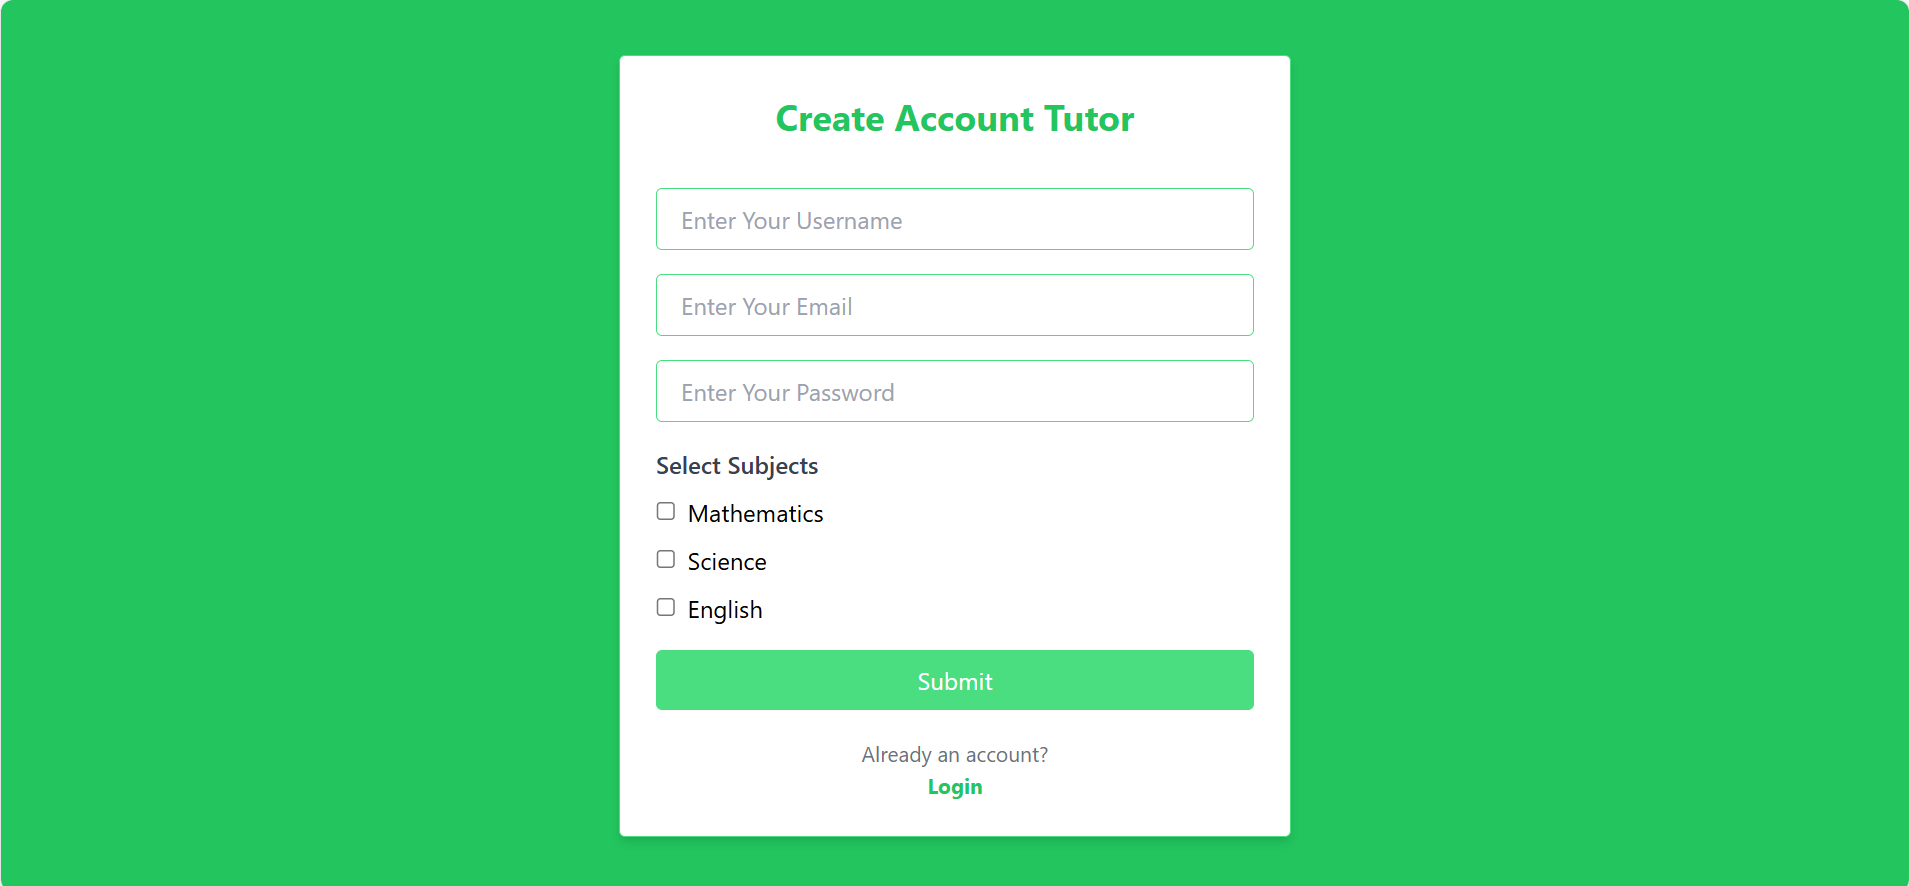 Create Account Tutor
Enter Your Username
Enter Your Email
Enter Your Password
Select Subjects
Mathematics
Science
English
Submit
Already an account?
Login